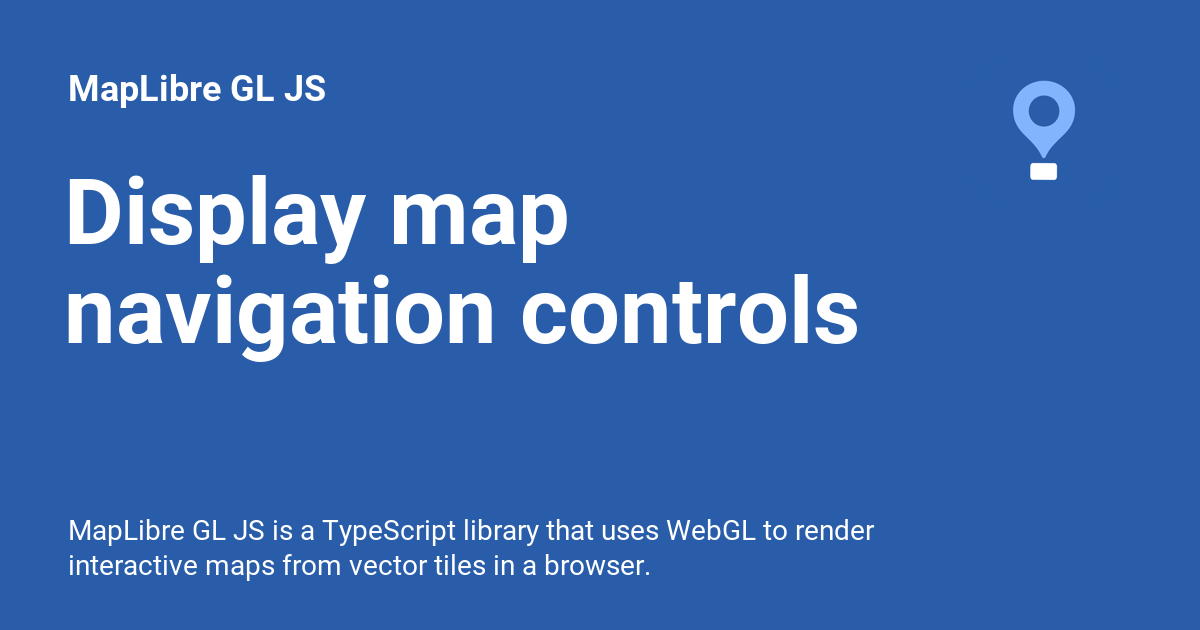 MapLibre GL JS
Display map
navigation controls
MapLibre GL JS is a TypeScript library that uses WebGL to render
interactive maps from vector tiles in a browser.